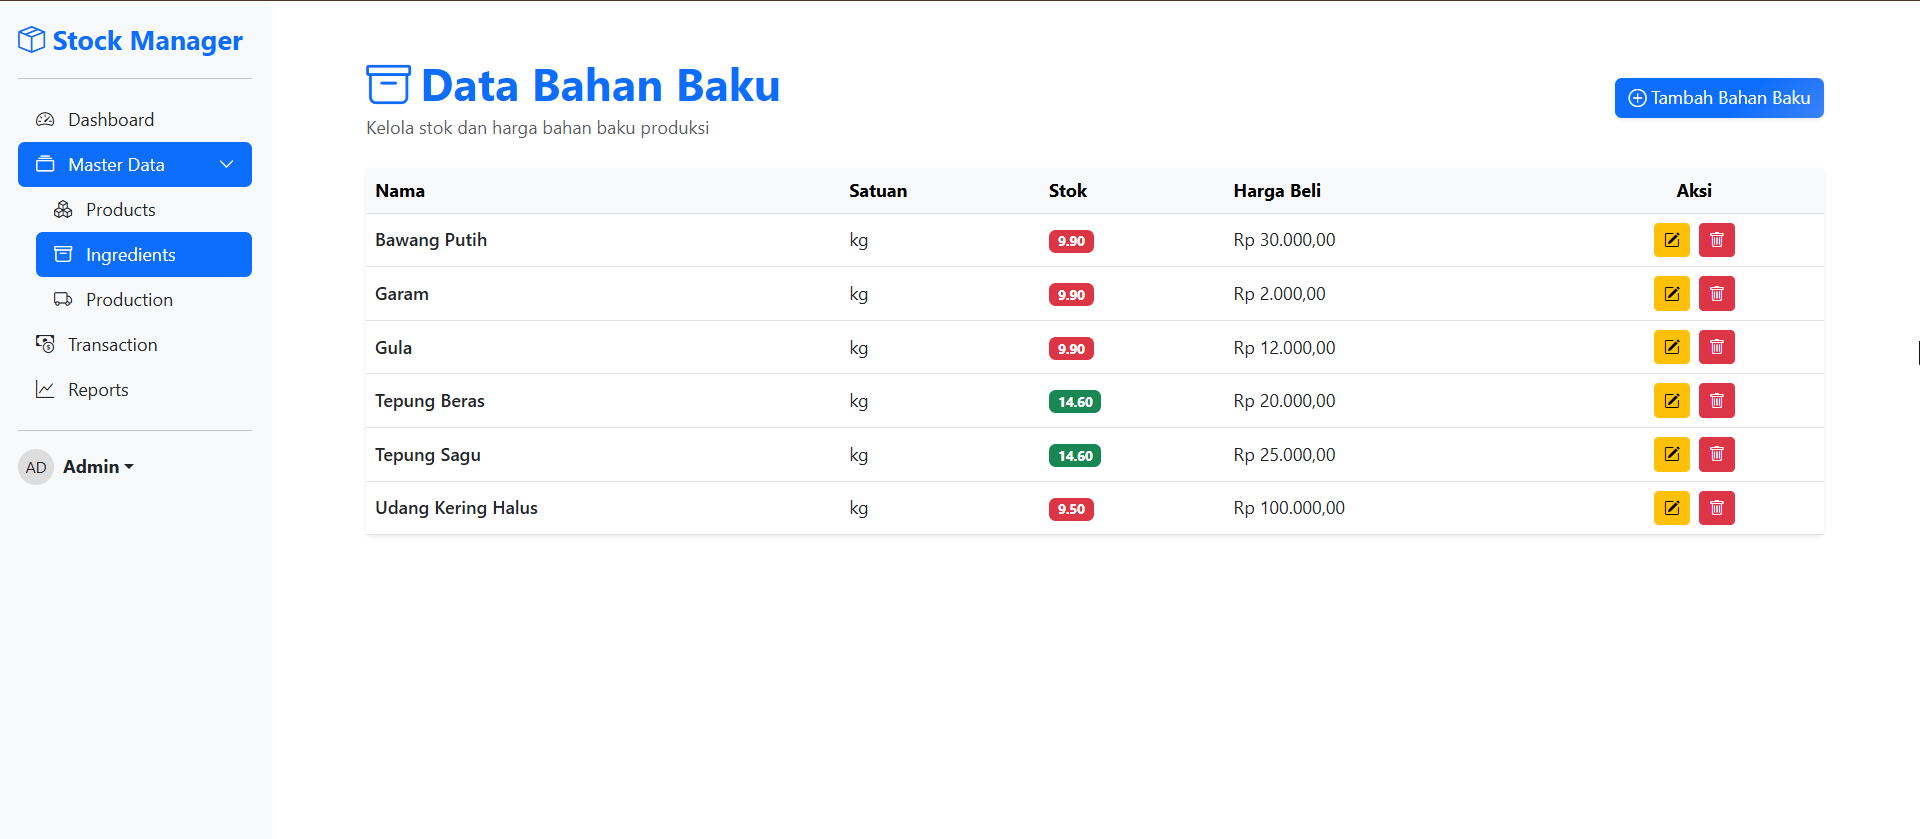 Stock Manager
Dashboard
Master Data
Products
Ingredients
Production
Transaction
Reports
AD Admin
Data Bahan Baku
Kelola stok dan harga bahan baku produksi
Tambah Bahan Baku
Nama Satuan Stok Harga Beli Aksi
Bawang Putih kg 9.90 Rp 30.000,00
Garam kg 9.90 Rp 2.000,00
Gula kg 9.90 Rp 12.000,00
Tepung Beras kg 14.60 Rp 20.000,00
Tepung Sagu kg 14.60 Rp 25.000,00
Udang Kering Halus kg 9.50 Rp 100.000,00